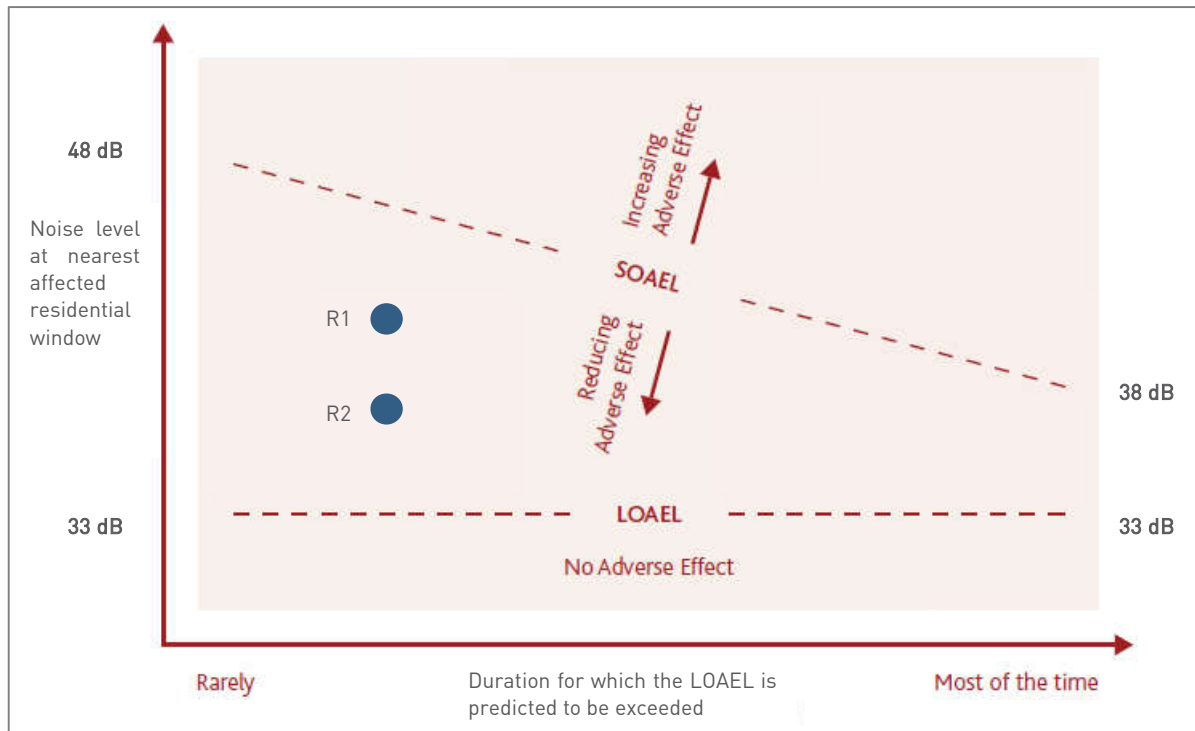 48 dB
Noise level
at nearest
affected
residential
window
Increasing
Adverse Effect
SOAEL
Reducing
Adverse Effect
R1
R2
38 dB
33 dB
LOAEL
33 dB
No Adverse Effect
Rarely
Duration for which the LOAEL is
predicted to be exceeded
Most of the time